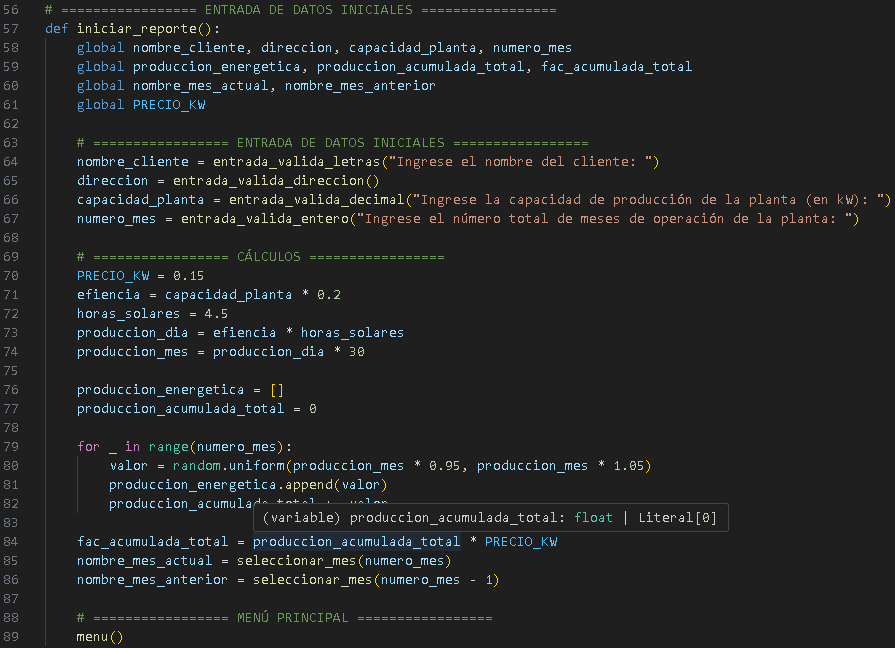 56 # ================= ENTRADA DE DATOS INICIALES =================
57 def iniciar_reporte():
58     global nombre_cliente, direccion, capacidad_planta, numero_mes
59     global produccion_energetica, produccion_acumulada_total, fac_acumulada_total
60     global nombre_mes_actual, nombre_mes_anterior
61     global PRECIO_KW
62
63     # ================= ENTRADA DE DATOS INICIALES =================
64     nombre_cliente = entrada_valida_letras("Ingrese el nombre del cliente: ")
65     direccion = entrada_valida_direccion()
66     capacidad_planta = entrada_valida_decimal("Ingrese la capacidad de producción de la planta (en kW): ")
67     numero_mes = entrada_valida_entero("Ingrese el número total de meses de operación de la planta: ")
68
69     # ================= CÁLCULOS =================
70     PRECIO_KW = 0.15
71     efiencia = capacidad_planta * 0.2
72     horas_solares = 4.5
73     produccion_dia = efiencia * horas_solares
74     produccion_mes = produccion_dia * 30
75
76     produccion_energetica = []
77     produccion_acumulada_total = 0
78
79     for _ in range(numero_mes):
80         valor = random.uniform(produccion_mes * 0.95, produccion_mes * 1.05)
81         produccion_energetica.append(valor)
82         produccion_acumulada_total += valor
83 (variable) produccion_acumulada_total: float | Literal[0]
84     fac_acumulada_total = produccion_acumulada_total * PRECIO_KW
85     nombre_mes_actual = seleccionar_mes(numero_mes)
86     nombre_mes_anterior = seleccionar_mes(numero_mes - 1)
87
88     # ================= MENÚ PRINCIPAL =================
89     menu()